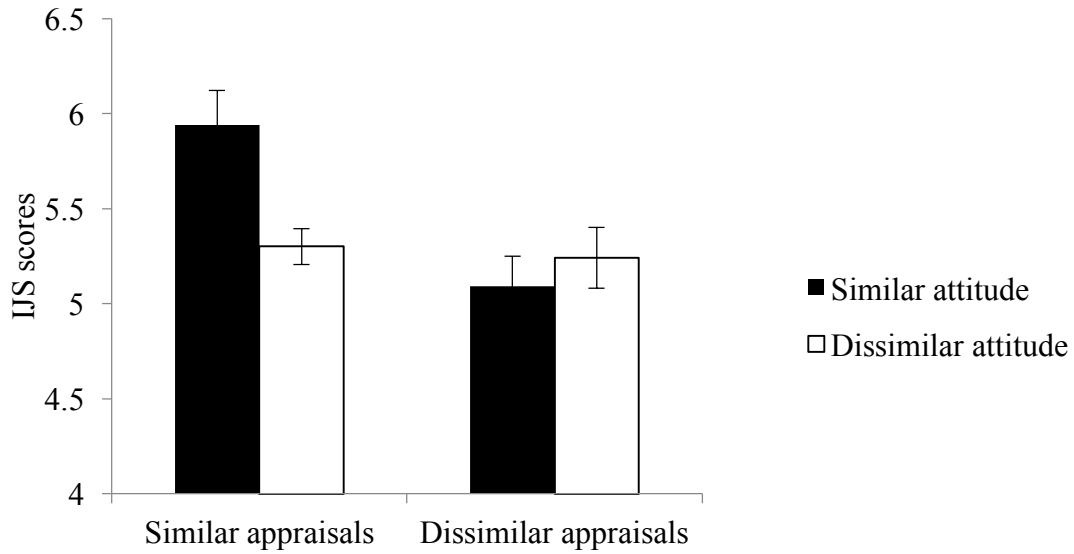 6.5
6
5.5
5
4.5
4
IJS scores
Similar appraisals
Dissimilar appraisals
Similar attitude
Dissimilar attitude